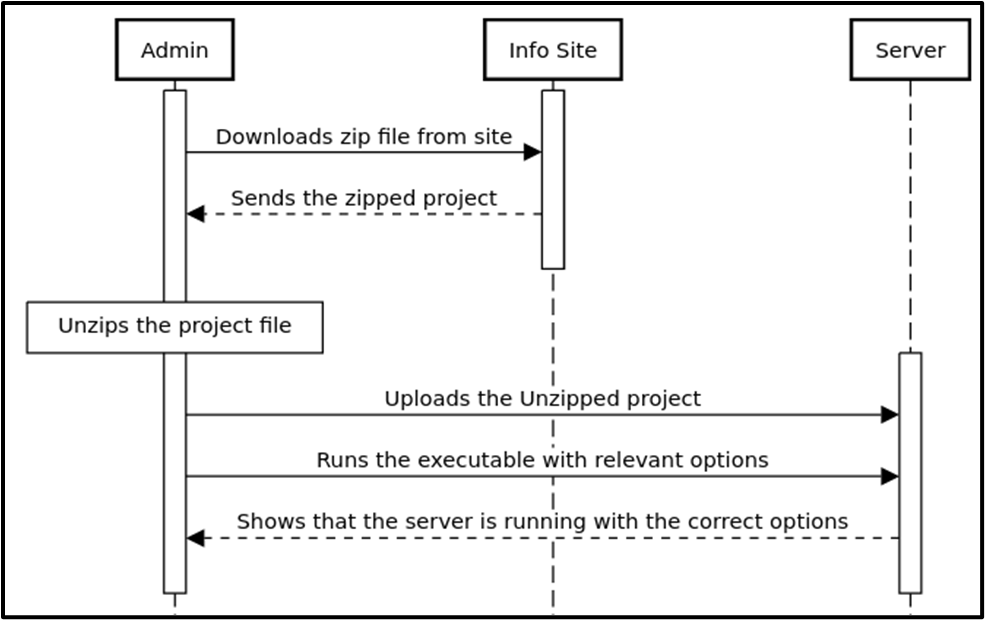 Admin
Info Site
Server
Downloads zip file from site
Sends the zipped project
Unzips the project file
Uploads the Unzipped project
Runs the executable with relevant options
Shows that the server is running with the correct options